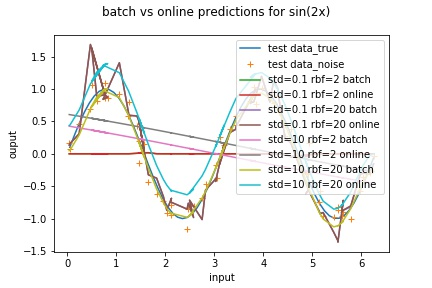 batch vs online predictions for sin(2x)
test data_true
test data_noise
std=0.1 rbf=2 batch
std=0.1 rbf=2 online
std=0.1 rbf=20 batch
std=0.1 rbf=20 online
std=10 rbf=2 batch
std=10 rbf=2 online
std=10 rbf=20 batch
std=10 rbf=20 online
1.5
1.0
0.5
0.0
−0.5
−1.0
−1.5
ouput
0 1 2 3 4 5 6
input